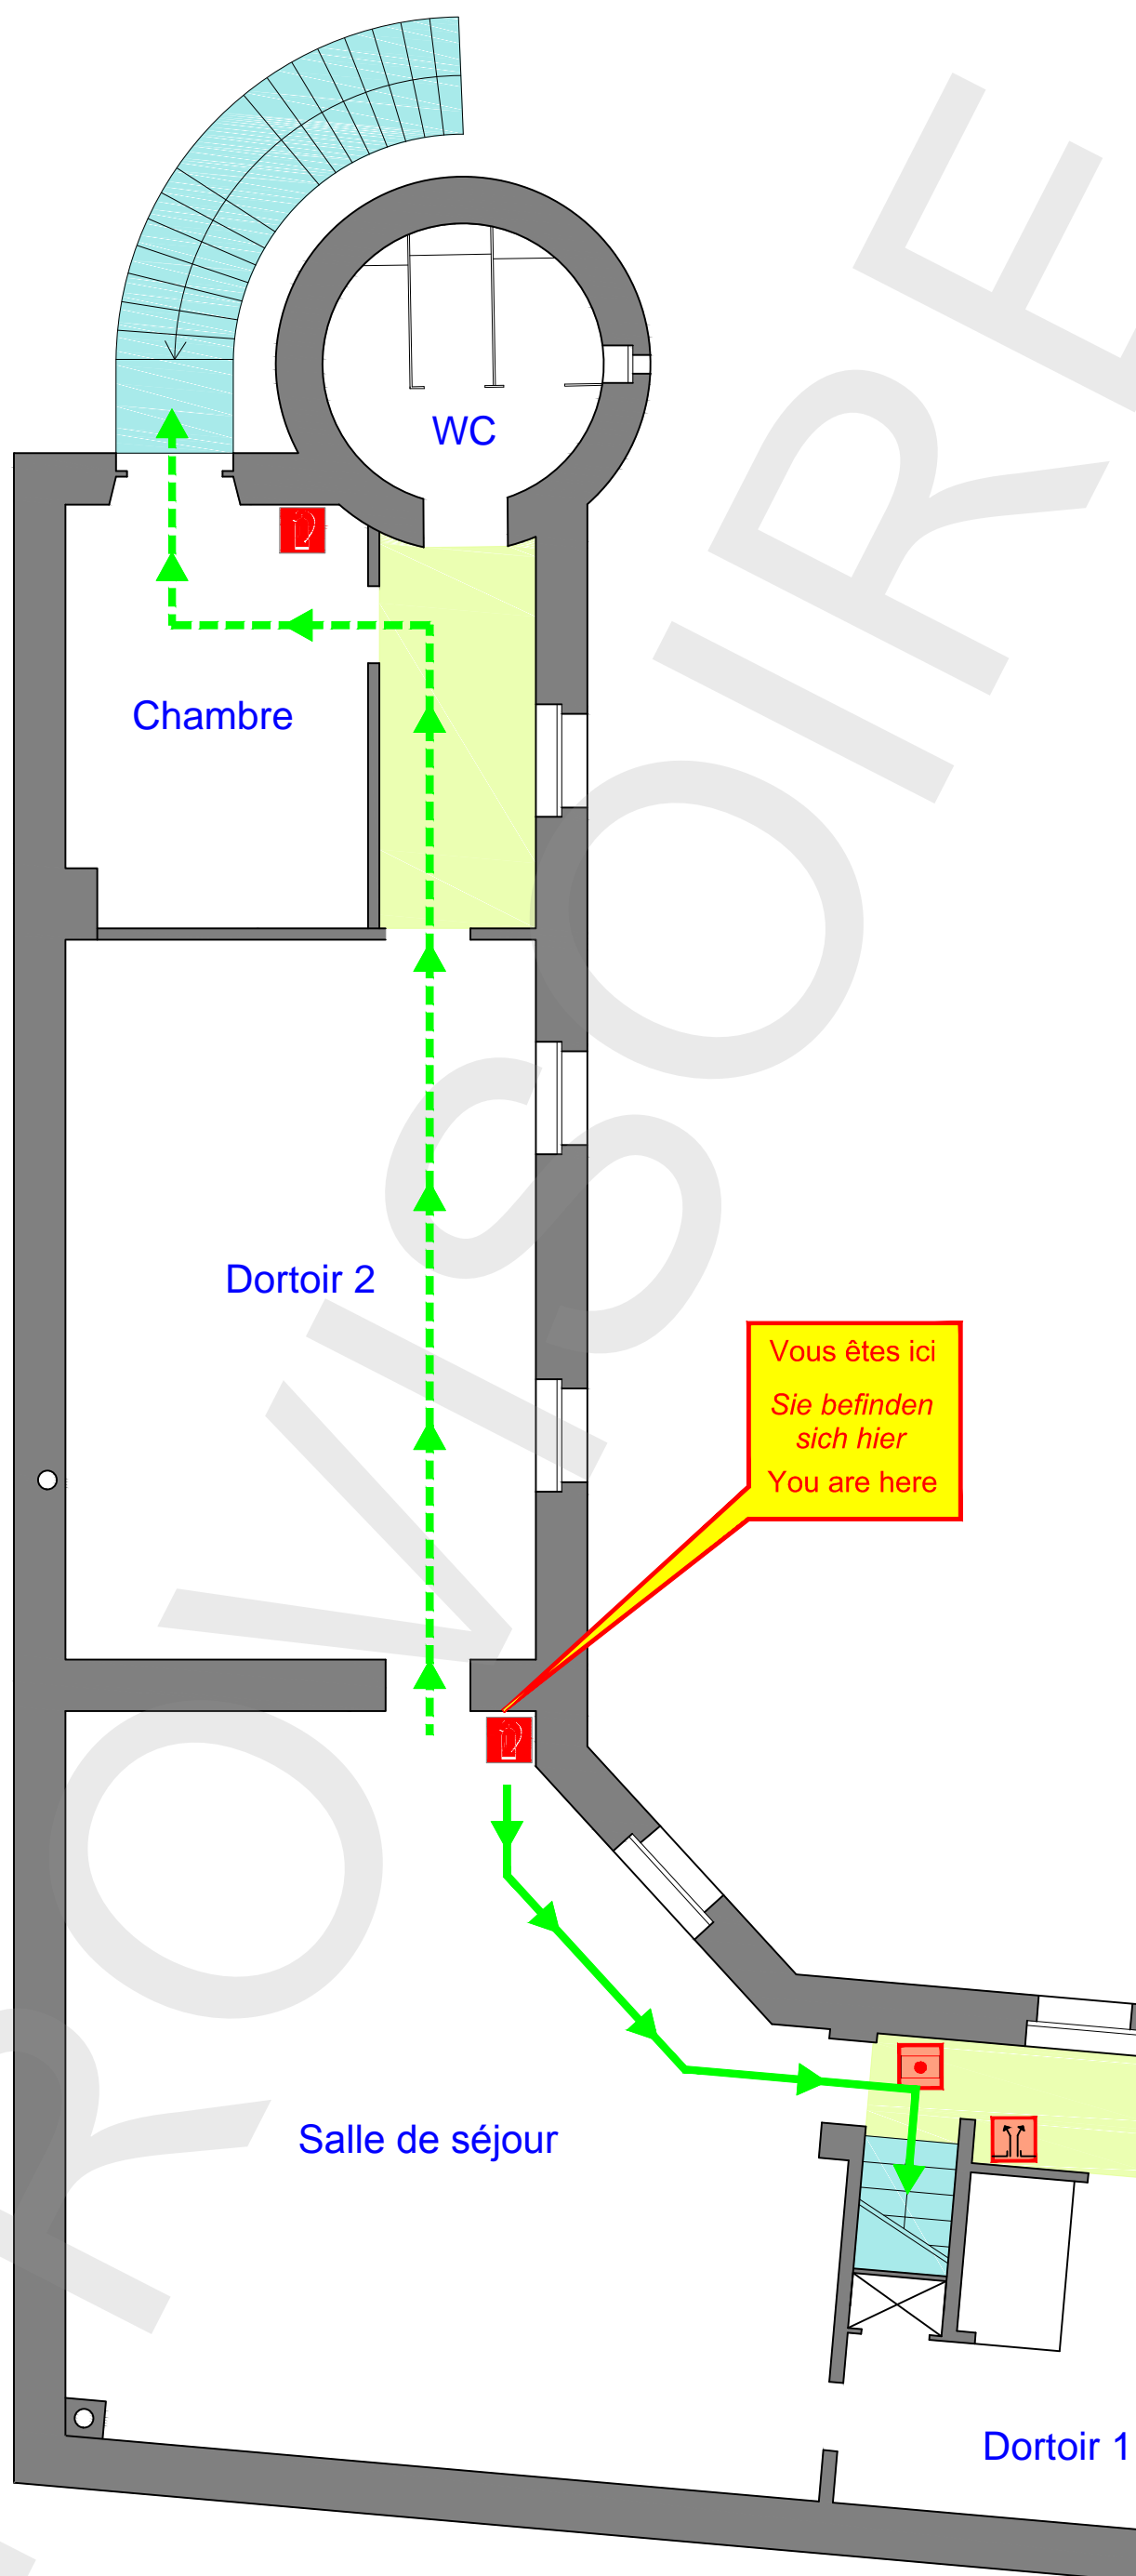 WC
Chambre
Dortoir 2
Vous êtes ici
Sie befinden
sich hier
You are here
Salle de séjour
Dortoir 1
ROVISOIRE